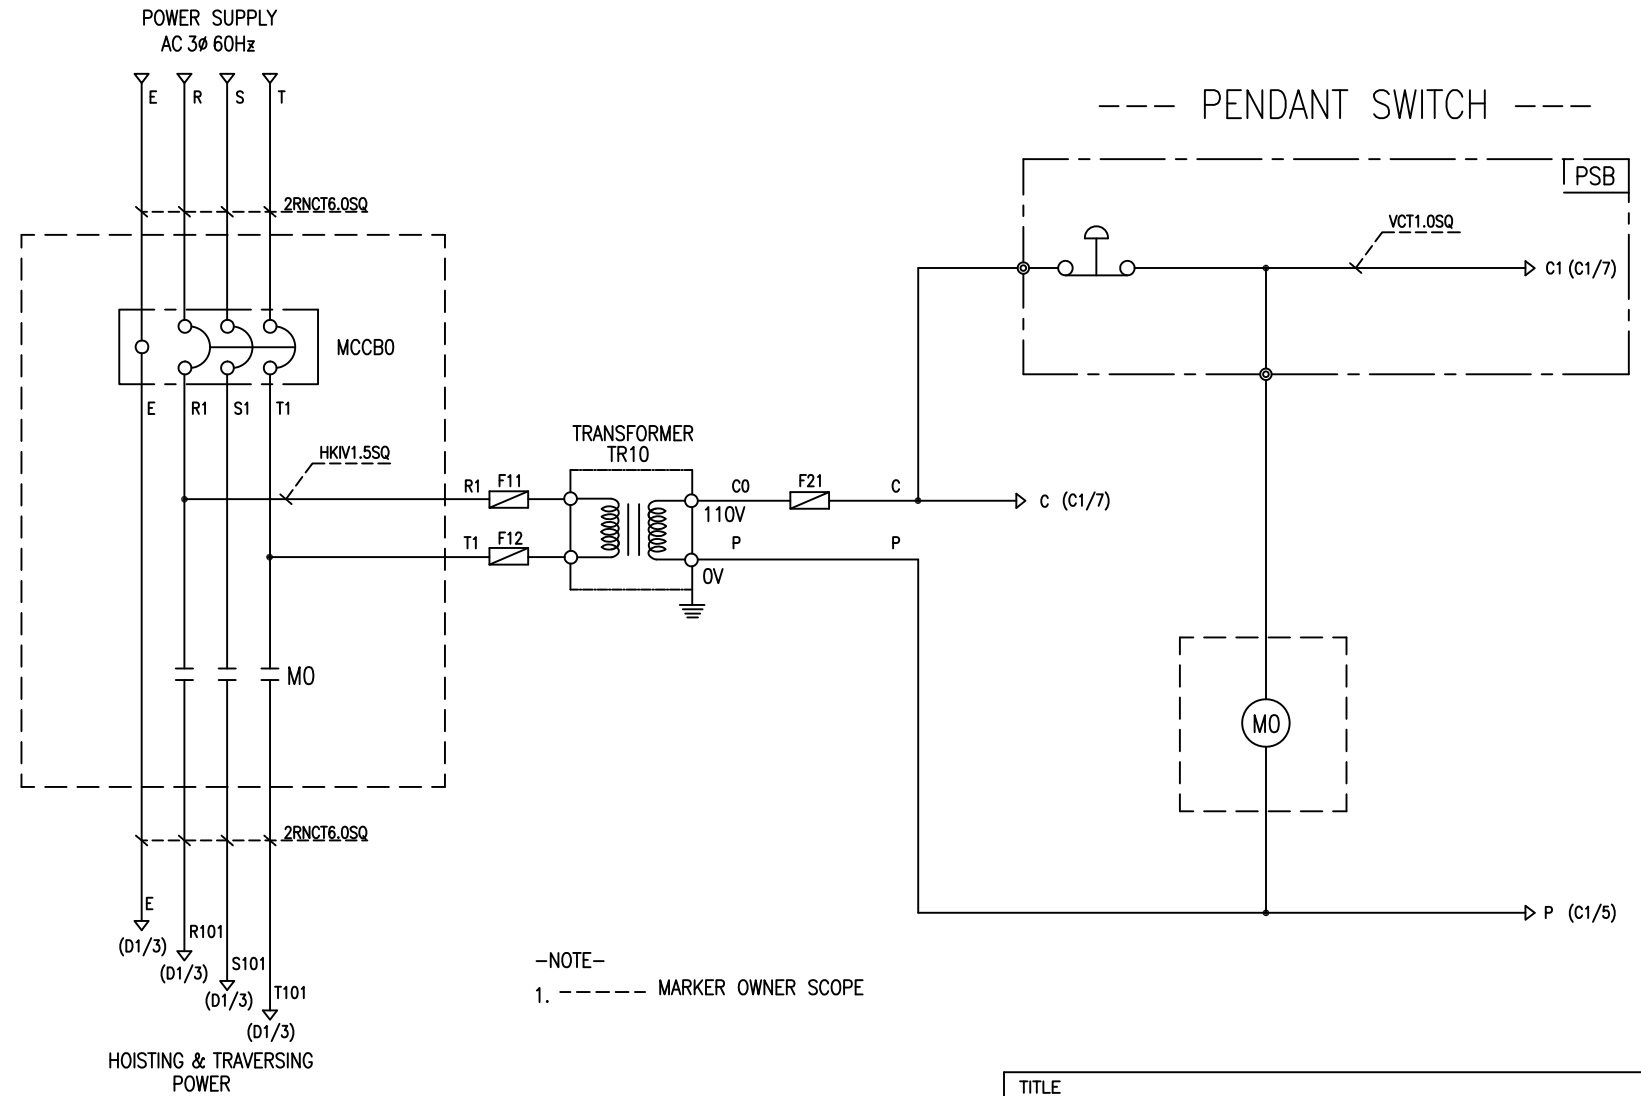 POWER SUPPLY
AC 3ø 60Hz
E R S T
2RNCT6.0SQ
MCCB0
E R1 S1 T1
HKIV1.5SQ
R1 F11
T1 F12
TRANSFORMER
TR10
C0
110V
P
0V
F21
C
P
C (C1/7)
M0
2RNCT6.0SQ
E
(D1/3)
R101
(D1/3)
S101
(D1/3)
T101
(D1/3)
HOISTING & TRAVERSING
POWER
--- PENDANT SWITCH ---
PSB
VCT1.0SQ
C1 (C1/7)
M0
P (C1/5)
-NOTE-
1. ------ MARKER OWNER SCOPE
TITLE